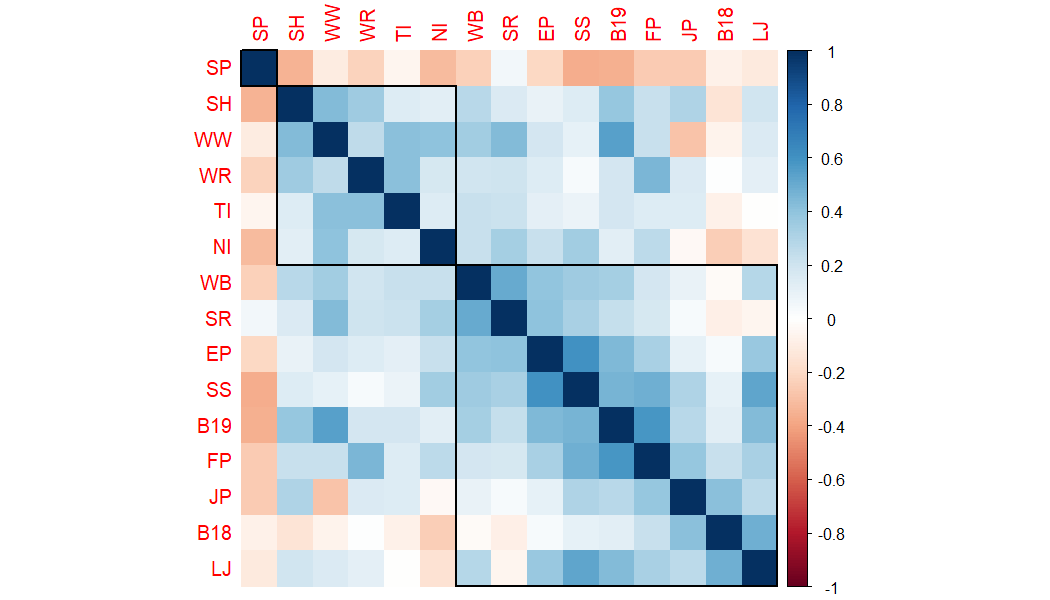 SP SH WW WR TI NI WB SR EP SS B19 FP JP B18 LJ
SP
SH
WW
WR
TI
NI
WB
SR
EP
SS
B19
FP
JP
B18
LJ
1
0.8
0.6
0.4
0.2
0
-0.2
-0.4
-0.6
-0.8
-1